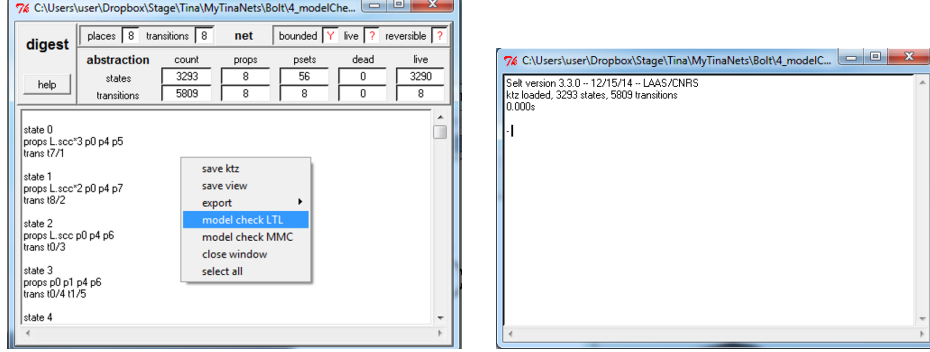 C:\Users\user\Dropbox\Stage\Tina\MyTinaNets\Bolt\4_modelChe...
digest
places 8 transitions 8 net bounded Y live ? reversible ?
abstraction count props psets dead live
help
states 3293 8 56 0 3290
transitions 5809 8 8 0 8
state 0
props L.scc*3 p0 p4 p5
trans t7/1
state 1
props L.scc*2 p0 p4 p7
trans t8/2
state 2
props L.scc p0 p4 p6
trans t0/3
state 3
props p0 p1 p4 p6
trans t0/4 t1/5
state 4
save ktz
save view
export
model check LTL
model check MMC
close window
select all
C:\Users\user\Dropbox\Stage\Tina\MyTinaNets\Bolt\4_modelC...
Selt version 3.3.0 -- 12/15/14 -- LAAS/CNRS
ktz loaded, 3293 states, 5809 transitions
0.000s
-